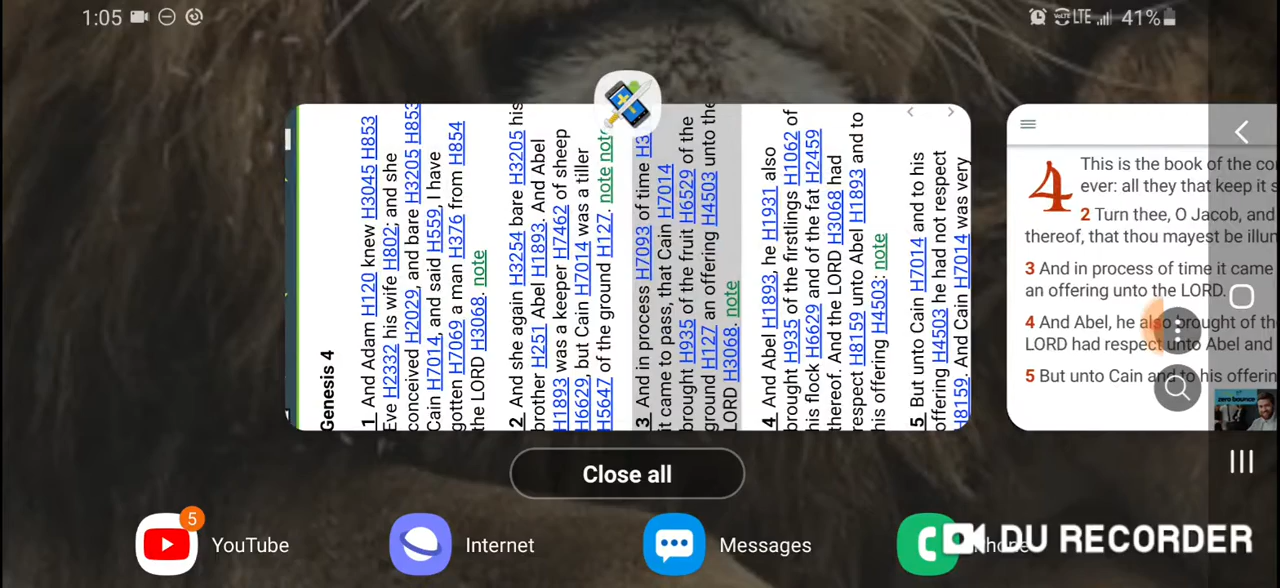 1:05
VoLTE LTE 41%
Genesis 4
1 And Adam H120 knew H3045 H853
Eve H2332 his wife H802; and she
conceived H2029, and bare H3205 H853
Cain H7014, and said H559, I have
gotten H7069 a man H376 from H854
the LORD H3068. note
2 And she again H3254 bare H3205 his
brother H251 Abel H1893. And Abel
H1893 was a keeper H7462 of sheep
H6629, but Cain H7014 was a tiller
H5647 of the ground H127. note note
3 And in process H7093 of time H3
it came to pass, that Cain H7014
brought H935 of the fruit H6529 of the
ground H127 an offering H4503 unto the
LORD H3068. note
4 And Abel H1893, he H1931 also
brought H935 of the firstlings H1062 of
his flock H6629 and of the fat H2459
thereof. And the LORD H3068 had
respect H8159 unto Abel H1893 and to
his offering H4503: note
5 But unto Cain H7014 and to his
offering H4503 he had not respect
H8159. And Cain H7014 was very
4 This is the book of the co
ever: all they that keep it s
2 Turn thee, O Jacob, and
thereof, that thou mayest be illun
3 And in process of time it came
an offering unto the LORD.
4 And Abel, he also brought of th
LORD had respect unto Abel and
5 But unto Cain and to his offerin
zero bounce
Close all
5
YouTube
Internet
Messages
Phone
DU RECORDER